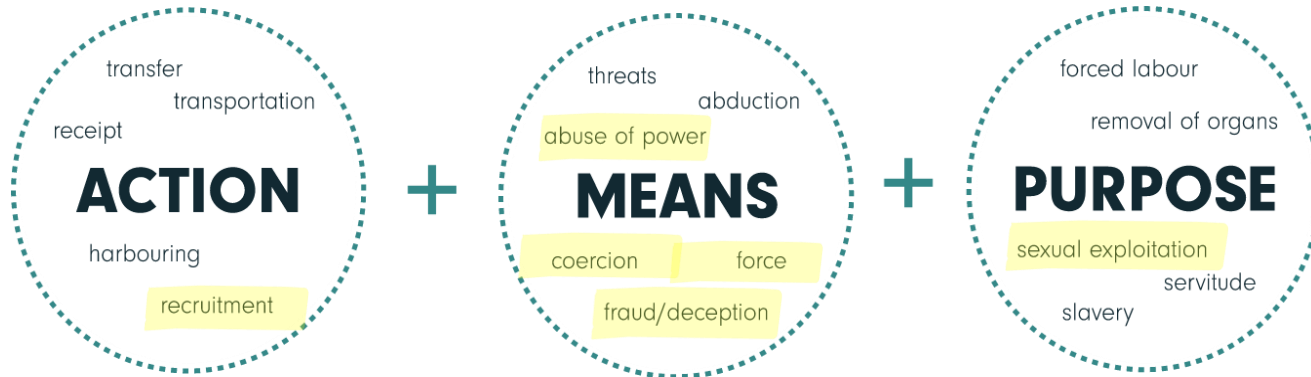 transfer
transportation
receipt
ACTION
harbouring
recruitment
+
threats
abduction
abuse of power
MEANS
coercion force
fraud/deception
+
forced labour
removal of organs
PURPOSE
sexual exploitation
servitude
slavery